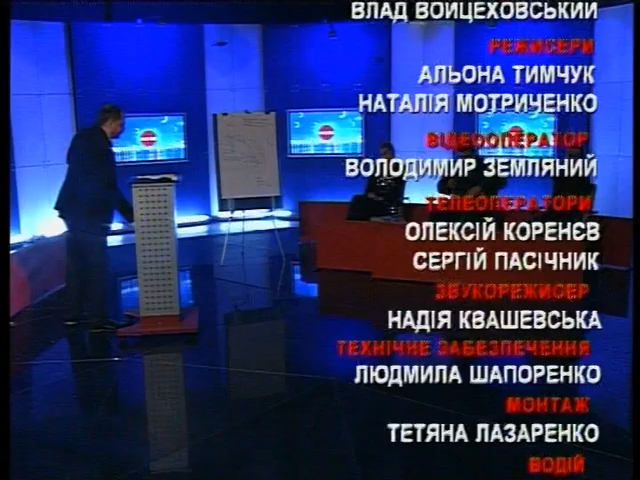 ВЛАД ВОЙЦЕХОВСЬКИЙ
РЕЖИСЕРИ
АЛЬОНА ТИМЧУК
НАТАЛІЯ МОТРИЧЕНКО
ВІДЕООПЕРАТОР
ВОЛОДИМИР ЗЕМЛЯНИЙ
ТЕЛЕОПЕРАТОРИ
ОЛЕКСІЙ КОРЕНЄВ
СЕРГІЙ ПАСІЧНИК
ЗВУКОРЕЖИСЕР
НАДІЯ КВАШЕВСЬКА
ТЕХНІЧНЕ ЗАБЕЗПЕЧЕННЯ
ЛЮДМИЛА ШАПОРЕНКО
МОНТАЖ
ТЕТЯНА ЛАЗАРЕНКО
ВОДІЙ